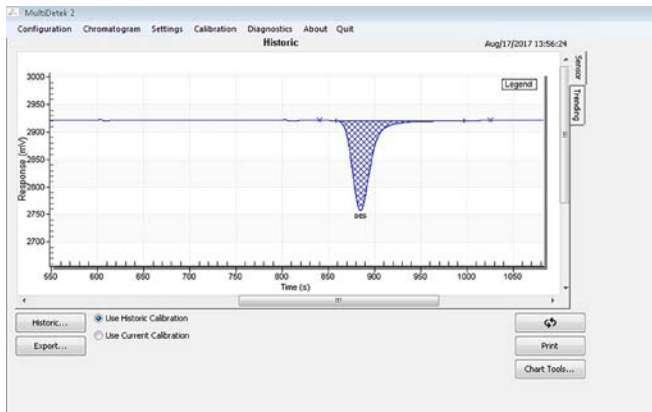 MultiDetek 2
Configuration Chromatogram Settings Calibration Diagnostics About Quit
Historic
Aug/17/2017 13:56:24
Sensor
Trending
Legend
Response (mV)
3000
2950
2900
2850
2800
2750
2700
DES
550 600 650 700 750 800 850 900 950 1000 1050
Time (s)
Historic...
Export...
Use Historic Calibration
Use Current Calibration
Print
Chart Tools...